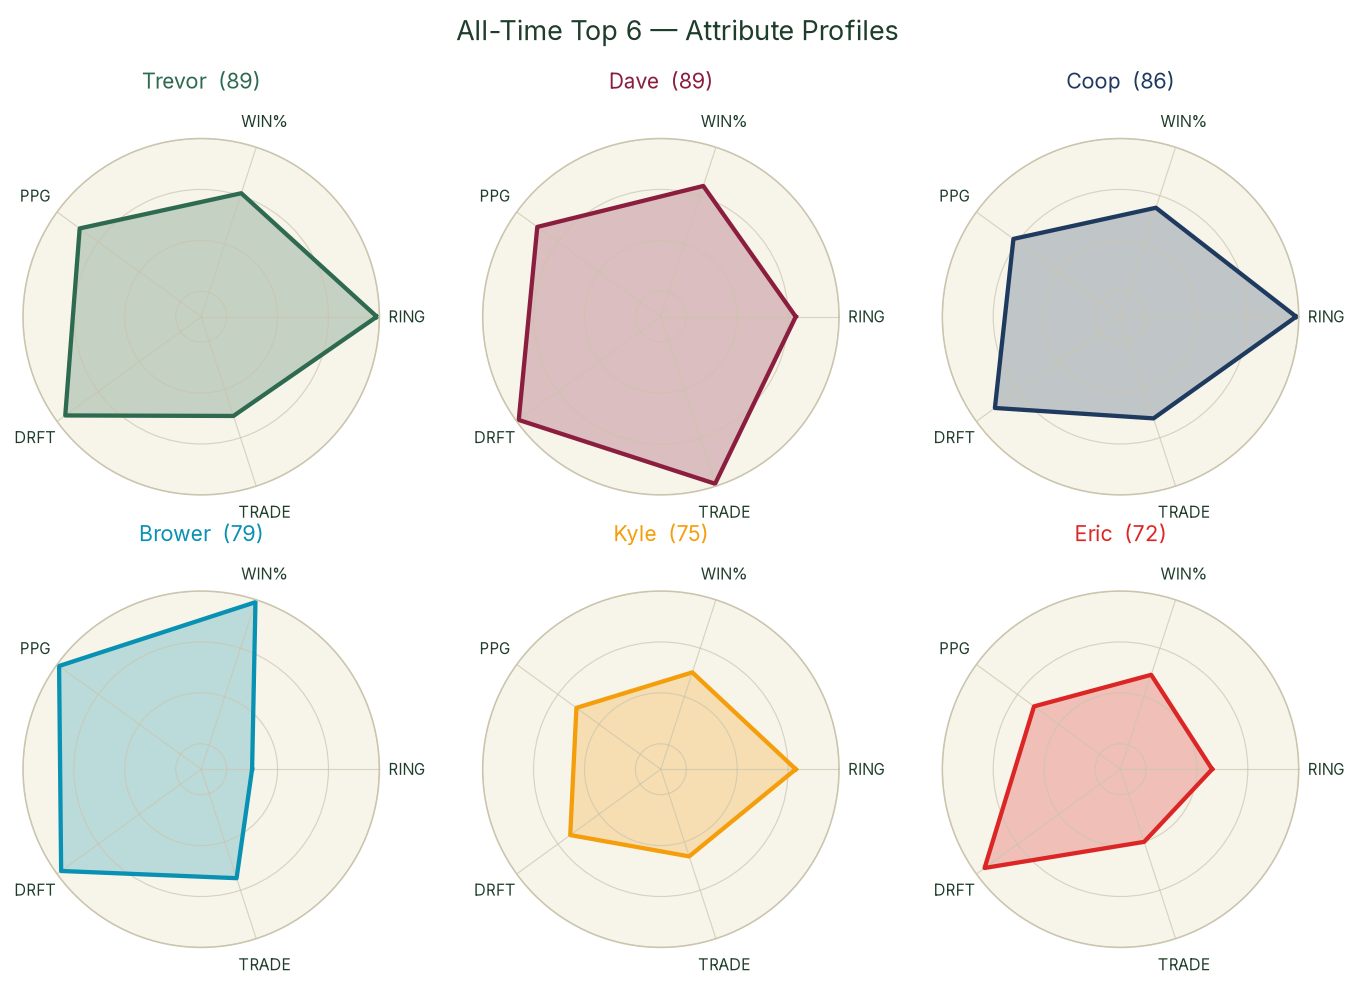 All-Time Top 6 — Attribute Profiles
Trevor (89)
WIN%
PPG
RING
DRFT
TRADE
Dave (89)
WIN%
PPG
RING
DRFT
TRADE
Coop (86)
WIN%
PPG
RING
DRFT
TRADE
Brower (79)
WIN%
PPG
RING
DRFT
TRADE
Kyle (75)
WIN%
PPG
RING
DRFT
TRADE
Eric (72)
WIN%
PPG
RING
DRFT
TRADE